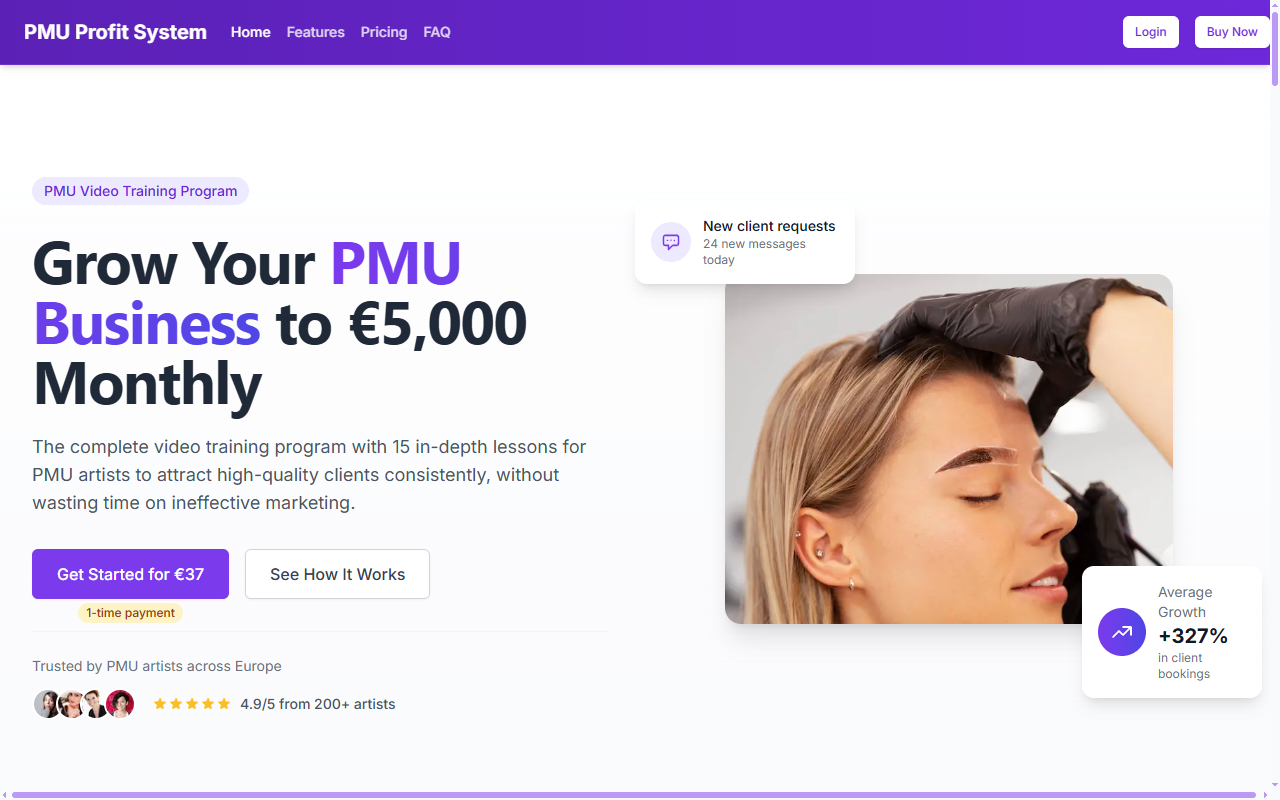 PMU Profit System
Home
Features
Pricing
FAQ
Login
Buy Now
PMU Video Training Program
Grow Your PMU
Business to €5,000
Monthly
The complete video training program with 15 in-depth lessons for
PMU artists to attract high-quality clients consistently, without
wasting time on ineffective marketing.
Get Started for €37
See How It Works
1-time payment
Trusted by PMU artists across Europe
4.9/5 from 200+ artists
New client requests
24 new messages
today
Average
Growth
+327%
in client
bookings